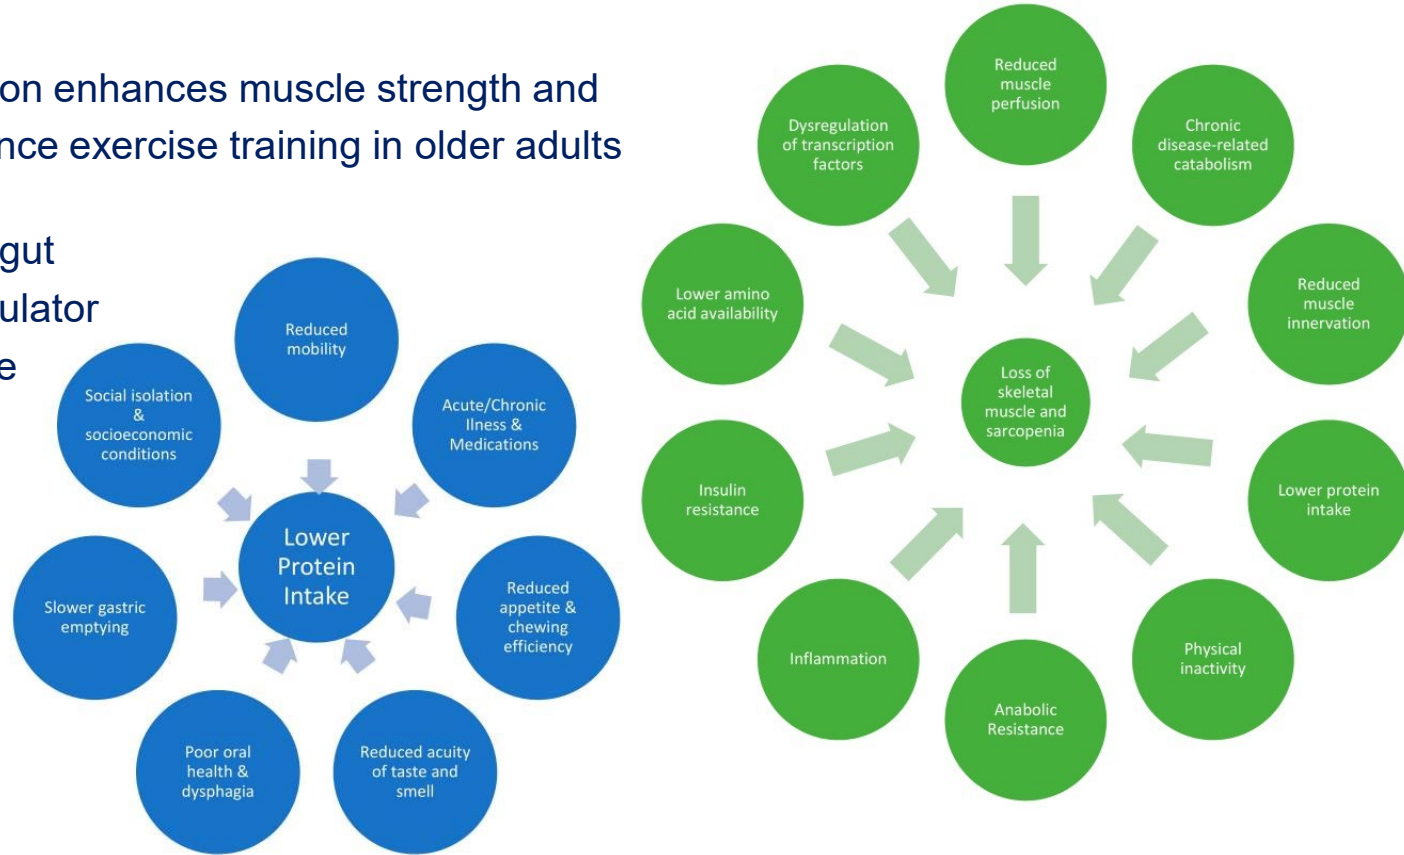 on enhances muscle strength and
nce exercise training in older adults
gut
ulator
e
Reduced
mobility
Social isolation
&
socioeconomic
conditions
Acute/Chronic
Ilness &
Medications
Lower
Protein
Intake
Slower gastric
emptying
Reduced
appetite &
chewing
efficiency
Poor oral
health &
dysphagia
Reduced acuity
of taste and
smell
Reduced
muscle
perfusion
Dysregulation
of transcription
factors
Chronic
disease-related
catabolism
Lower amino
acid availability
Reduced
muscle
innervation
Loss of
skeletal
muscle and
sarcopenia
Insulin
resistance
Lower protein
intake
Inflammation
Physical
inactivity
Anabolic
Resistance